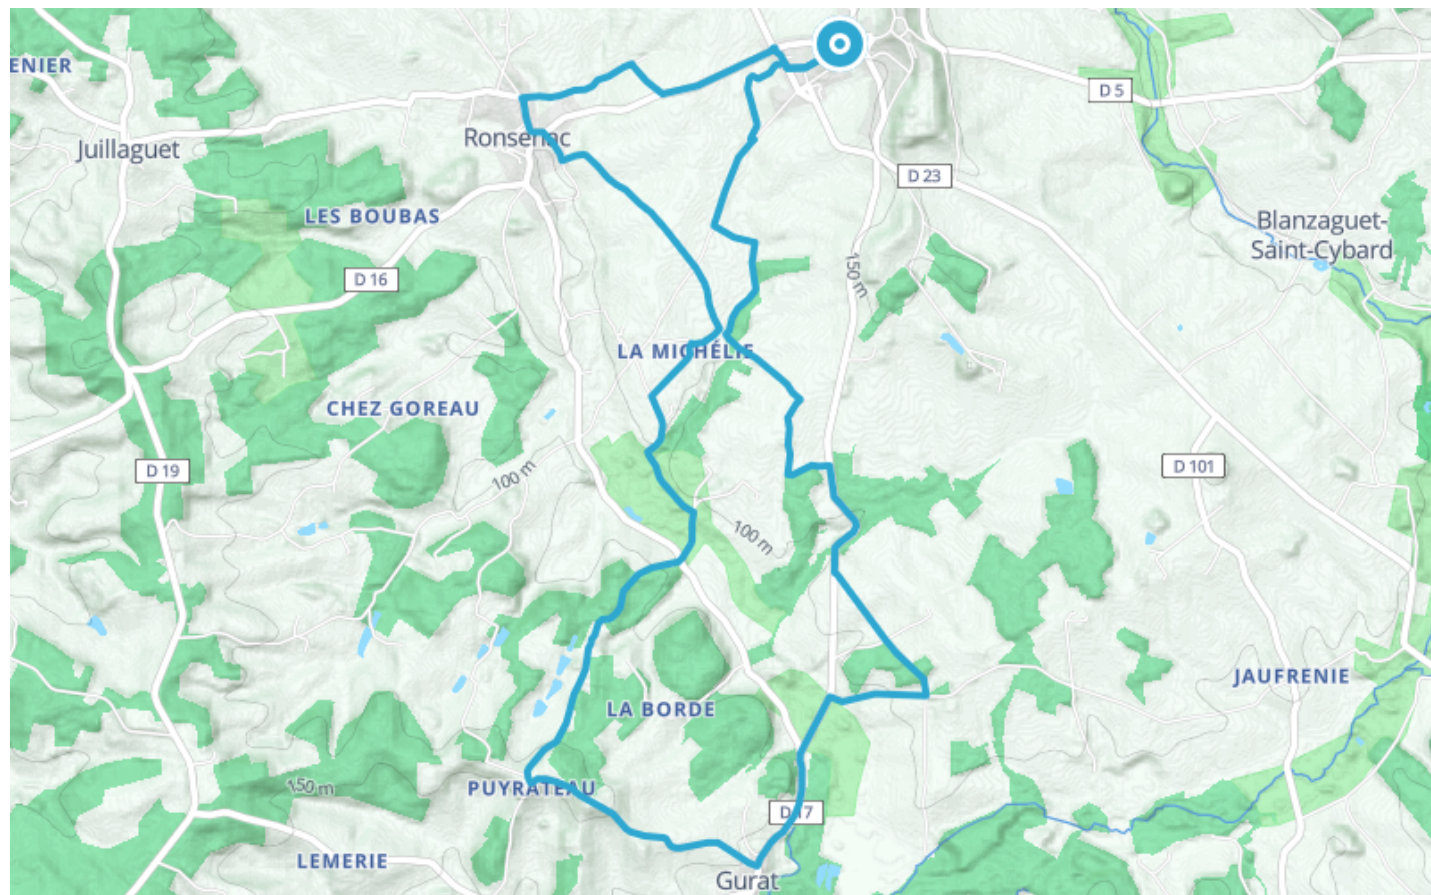 ENIER
D 5
Ronsenac
Juillaguet
D 23
LES BOUBAS
Blanzaguet-
Saint-Cybard
150 m
D 16
LA MICHÉLIE
CHEZ GOREAU
D 19
100 m
D 101
100 m
JAUFRENIE
LA BORDE
PUYRATEAU
150 m
D 17
LEMERIE
Gurat